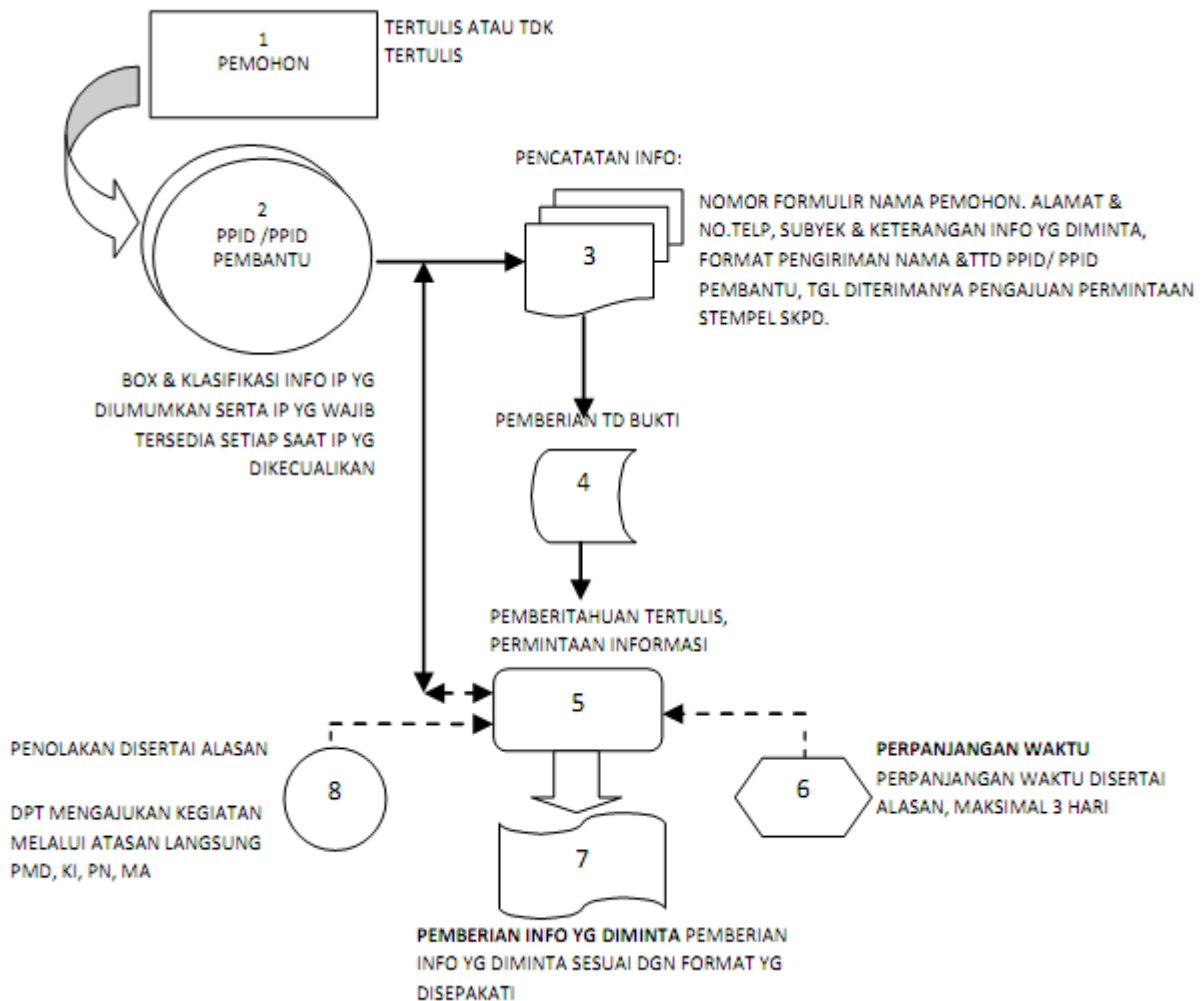 1
PEMOHON
TERTULIS ATAU TDK
TERTULIS
2
PPID /PPID
PEMBANTU
BOX & KLASIFIKASI INFO IP YG
DIUMUMKAN SERTA IP YG WAJIB
TERSEDIA SETIAP SAAT IP YG
DIKECUALIKAN
PENCATATAN INFO:
3
NOMOR FORMULIR NAMA PEMOHON. ALAMAT &
NO.TELP, SUBYEK & KETERANGAN INFO YG DIMINTA,
FORMAT PENGIRIMAN NAMA &TTD PPID/ PPID
PEMBANTU, TGL DITERIMANYA PENGAJUAN PERMINTAAN
STEMPEL SKPD.
PEMBERIAN TD BUKTI
4
PEMBERITAHUAN TERTULIS,
PERMINTAAN INFORMASI
5
PENOLAKAN DISERTAI ALASAN
DPT MENGAJUKAN KEGIATAN
MELALUI ATASAN LANGSUNG
PMD, KI, PN, MA
8
6
PERPANJANGAN WAKTU
PERPANJANGAN WAKTU DISERTAI
ALASAN, MAKSIMAL 3 HARI
7
PEMBERIAN INFO YG DIMINTA PEMBERIAN
INFO YG DIMINTA SESUAI DGN FORMAT YG
DISEPAKATI